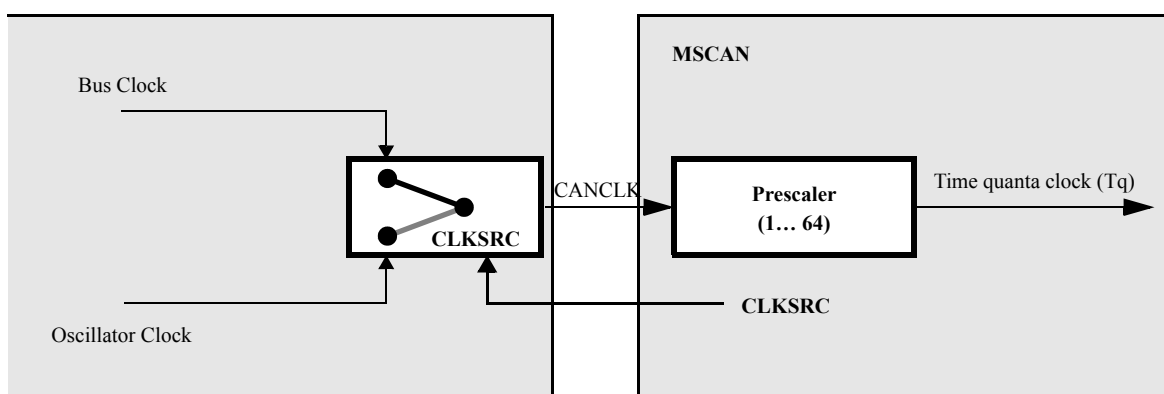 MSCAN
Bus Clock
CANCLK
Prescaler
(1… 64)
Time quanta clock (Tq)
CLKSRC
CLKSRC
Oscillator Clock